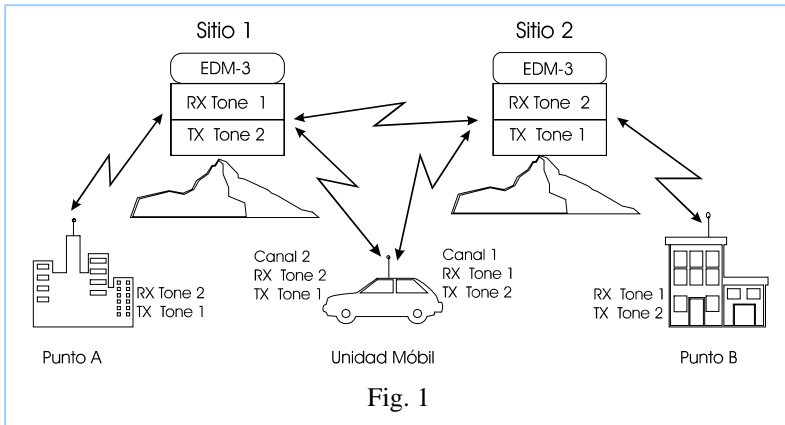 Sitio 1
Sitio 2
EDM-3
RX Tone 1
TX Tone 2
EDM-3
RX Tone 2
TX Tone 1
RX Tone 2
TX Tone 1
Punto A
Canal 2
RX Tone 2
TX Tone 1
Canal 1
RX Tone 1
TX Tone 2
Unidad Móbil
RX Tone 1
TX Tone 2
Punto B
Fig. 1